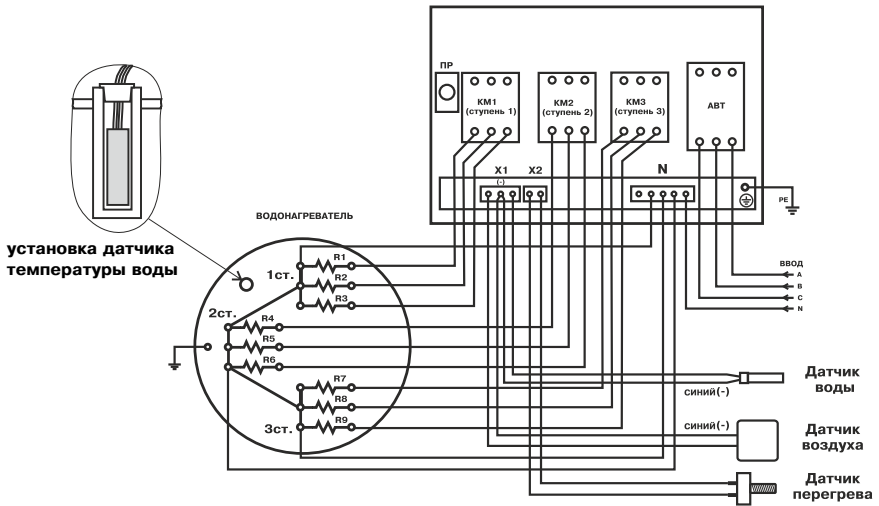 ПР
КМ1
(ступень 1)
КМ2
(ступень 2)
КМ3
(ступень 3)
АВТ
X1
(-)
X2
N
PE
ВОДОНАГРЕВАТЕЛЬ
установка датчика
температуры воды
1ст.
R1
R2
R3
2ст.
R4
R5
R6
R7
R8
R9
3ст.
ВВОД
A
B
C
N
синий(-)
Датчик
воды
синий(-)
Датчик
воздуха
Датчик
перегрева